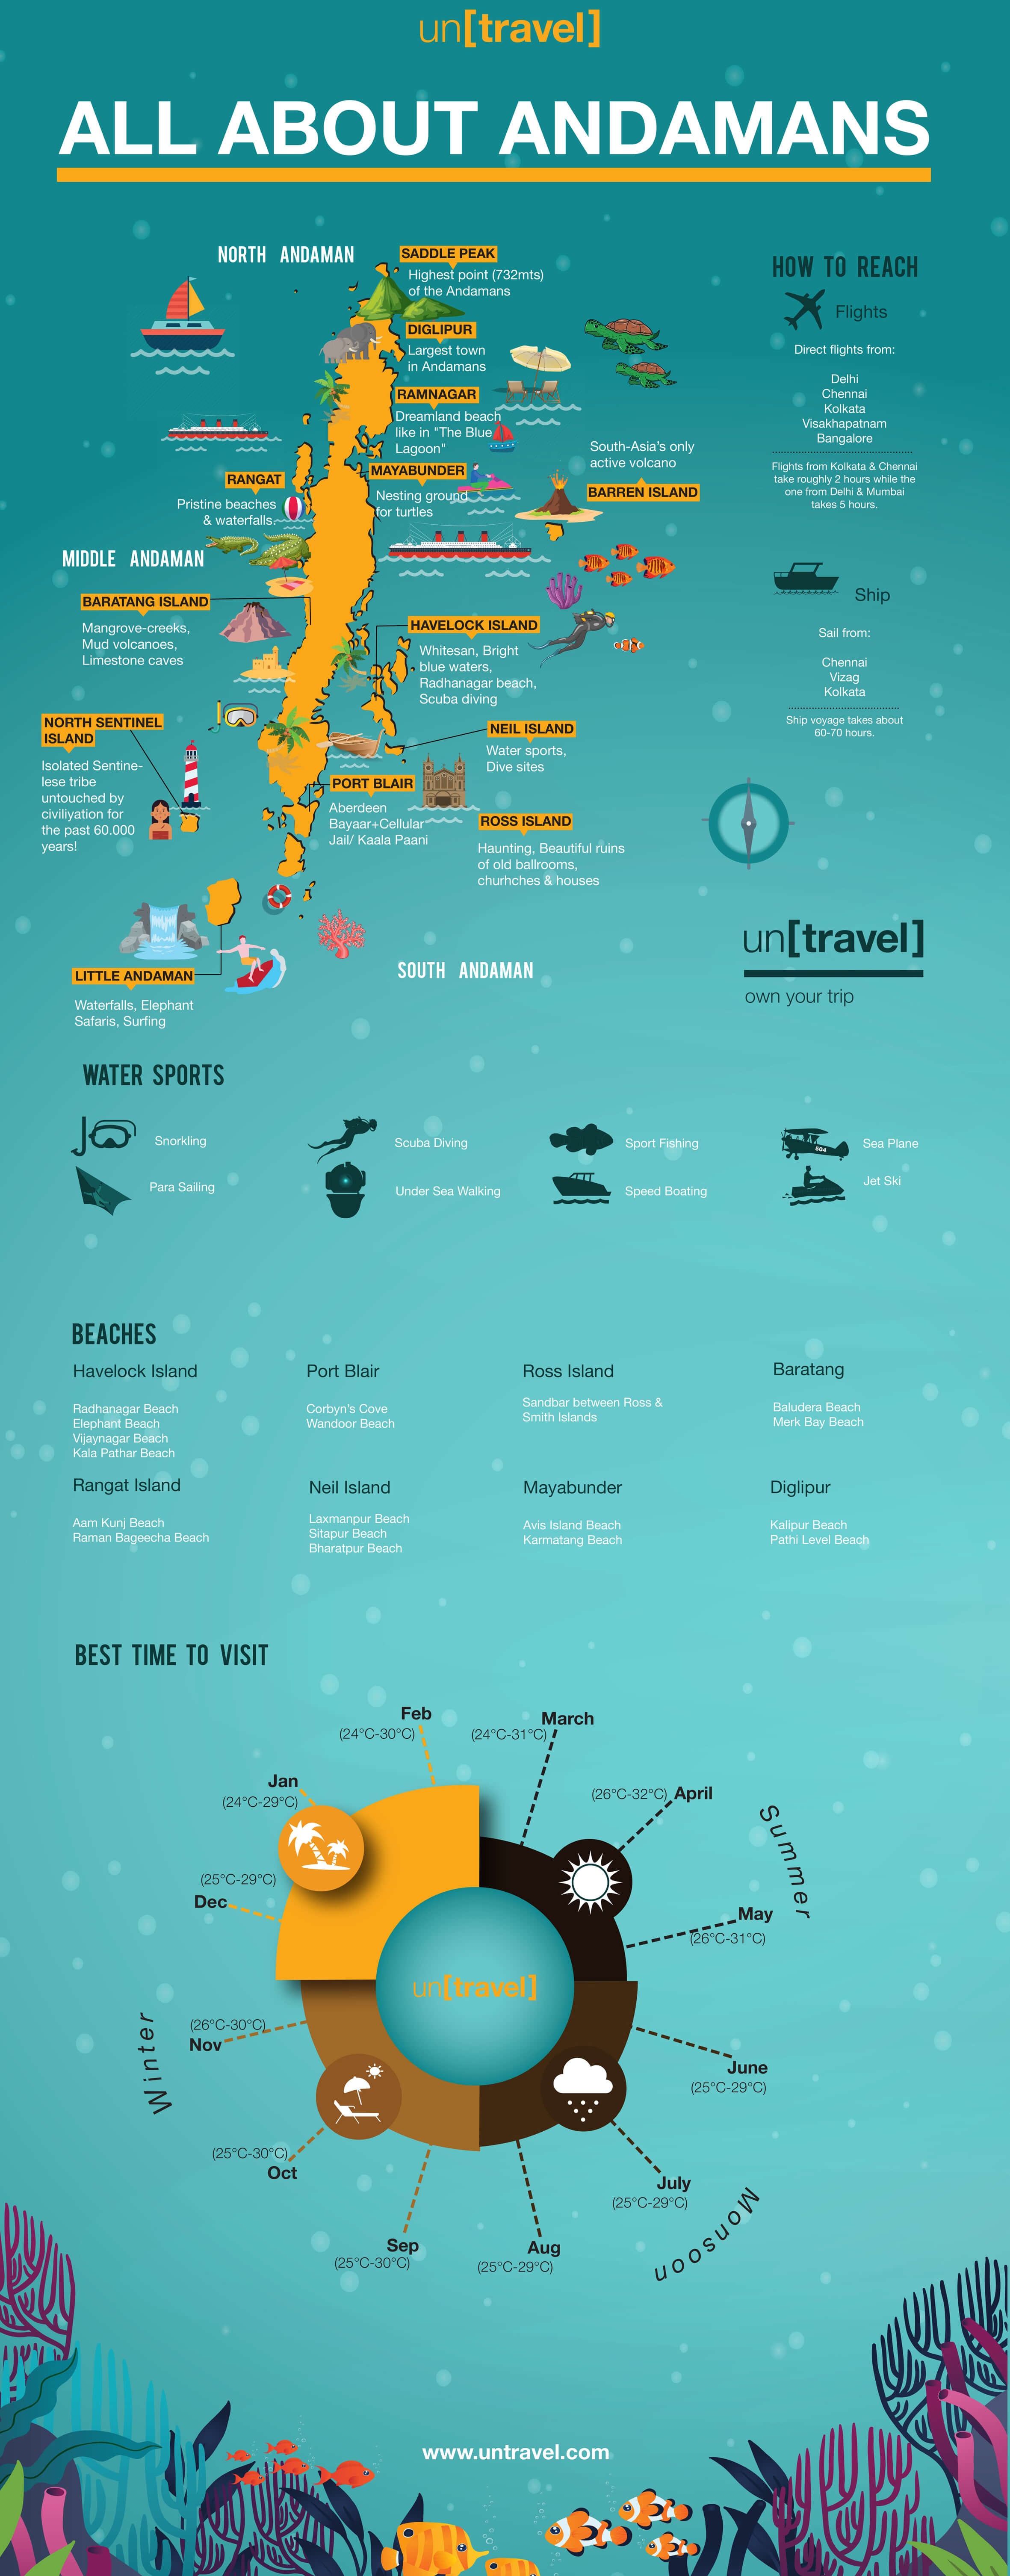 un[travel]
ALL ABOUT ANDAMANS
NORTH ANDAMAN
SADDLE PEAK
Highest point (732mts)
of the Andamans
DIGLIPUR
Largest town
in Andamans
RAMNAGAR
Dreamland beach
like in "The Blue
Lagoon"
MAYABUNDER
Nesting ground
for turtles
RANGAT
Pristine beaches
& waterfalls.
South-Asia's only
active volcano
BARREN ISLAND
MIDDLE ANDAMAN
BARATANG ISLAND
Mangrove-creeks,
Mud volcanoes,
Limestone caves
HAVELOCK ISLAND
Whitesan, Bright
blue waters,
Radhanagar beach,
Scuba diving
NORTH SENTINEL
ISLAND
Isolated Sentine-
lese tribe
untouched by
civiliyation for
the past 60.000
years!
NEIL ISLAND
Water sports,
Dive sites
PORT BLAIR
Aberdeen
Bayaar+Cellular
Jail/ Kaala Paani
ROSS ISLAND
Haunting, Beautiful ruins
of old ballrooms,
churhches & houses
LITTLE ANDAMAN
Waterfalls, Elephant
Safaris, Surfing
SOUTH ANDAMAN
HOW TO REACH
Flights
Direct flights from:
Delhi
Chennai
Kolkata
Visakhapatnam
Bangalore
Flights from Kolkata & Chennai
take roughly 2 hours while the
one from Delhi & Mumbai
takes 5 hours.
Ship
Sail from:
Chennai
Vizag
Kolkata
Ship voyage takes about
60-70 hours.
un[travel]
own your trip
WATER SPORTS
Snorkling
Scuba Diving
Sport Fishing
504
Sea Plane
Para Sailing
Under Sea Walking
Speed Boating
Jet Ski
BEACHES
Havelock Island
Radhanagar Beach
Elephant Beach
Vijaynagar Beach
Kala Pathar Beach
Port Blair
Corbyn's Cove
Wandoor Beach
Ross Island
Sandbar between Ross &
Smith Islands
Baratang
Baludera Beach
Merk Bay Beach
Rangat Island
Aam Kunj Beach
Raman Bageecha Beach
Neil Island
Laxmanpur Beach
Sitapur Beach
Bharatpur Beach
Mayabunder
Avis Island Beach
Karmatang Beach
Diglipur
Kalipur Beach
Pathi Level Beach
BEST TIME TO VISIT
Feb
(24°C-30°C)
March
(24°C-31°C)
Jan
(24°C-29°C)
(26°C-32°C) April
Summer
(25°C-29°C)
Dec
May
(26°C-31°C)
un[travel]
Winter
(26°C-30°C)
Nov
June
(25°C-29°C)
(25°C-30°C)
Oct
July
(25°C-29°C)
Monsoon
Sep
(25°C-30°C)
Aug
(25°C-29°C)
www.untravel.com